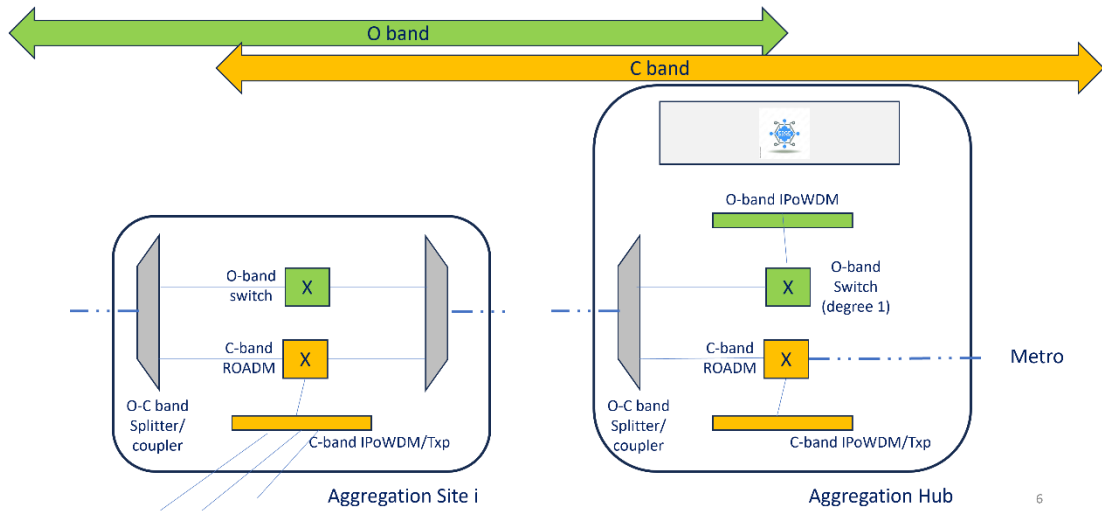 O band
C band
O-band IPoWDM
O-band
switch
X
O-band
Switch
(degree 1)
X
C-band
ROADM
X
C-band
ROADM
X
Metro
O-C band
Splitter/
coupler
C-band IPoWDM/Txp
O-C band
Splitter/
coupler
C-band IPoWDM/Txp
Aggregation Site i
Aggregation Hub
6